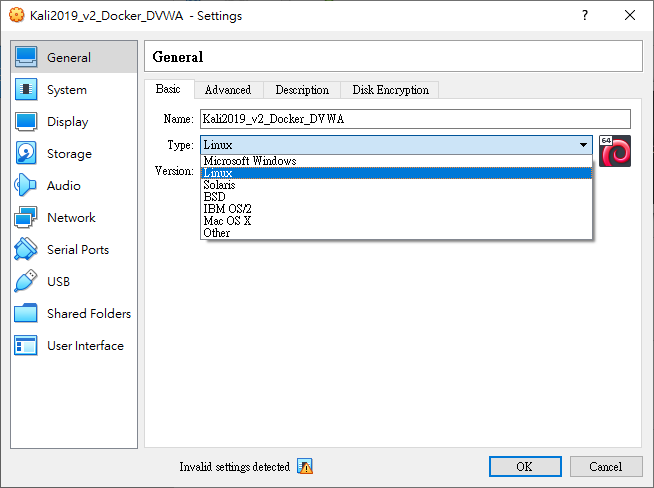 Kali2019_v2_Docker_DVWA - Settings
?
General
System
Display
Storage
Audio
Network
Serial Ports
USB
Shared Folders
User Interface
General
Basic Advanced Description Disk Encryption
Name: Kali2019_v2_Docker_DVWA
Type: Linux
64
Version:
Microsoft Windows
Linux
Solaris
BSD
IBM OS/2
Mac OS X
Other
Invalid settings detected
OK Cancel